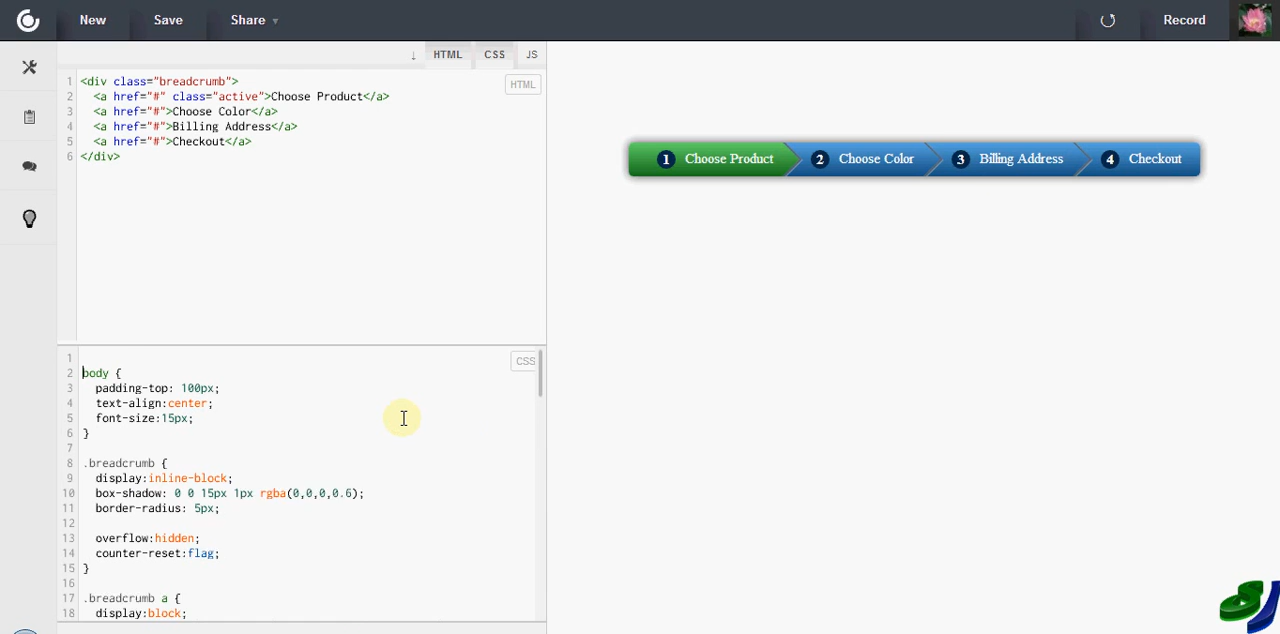 New Save Share ▾ Record
↓ HTML CSS JS
HTML
1 <div class="breadcrumb">
2 <a href="#" class="active">Choose Product</a>
3 <a href="#">Choose Color</a>
4 <a href="#">Billing Address</a>
5 <a href="#">Checkout</a>
6 </div>
1 Choose Product 2 Choose Color 3 Billing Address 4 Checkout
CSS
1
2 body {
3 padding-top: 100px;
4 text-align:center;
5 font-size:15px;
6 }
7
8 .breadcrumb {
9 display:inline-block;
10 box-shadow: 0 0 15px 1px rgba(0,0,0,0.6);
11 border-radius: 5px;
12
13 overflow:hidden;
14 counter-reset:flag;
15 }
16
17 .breadcrumb a {
18 display:block;